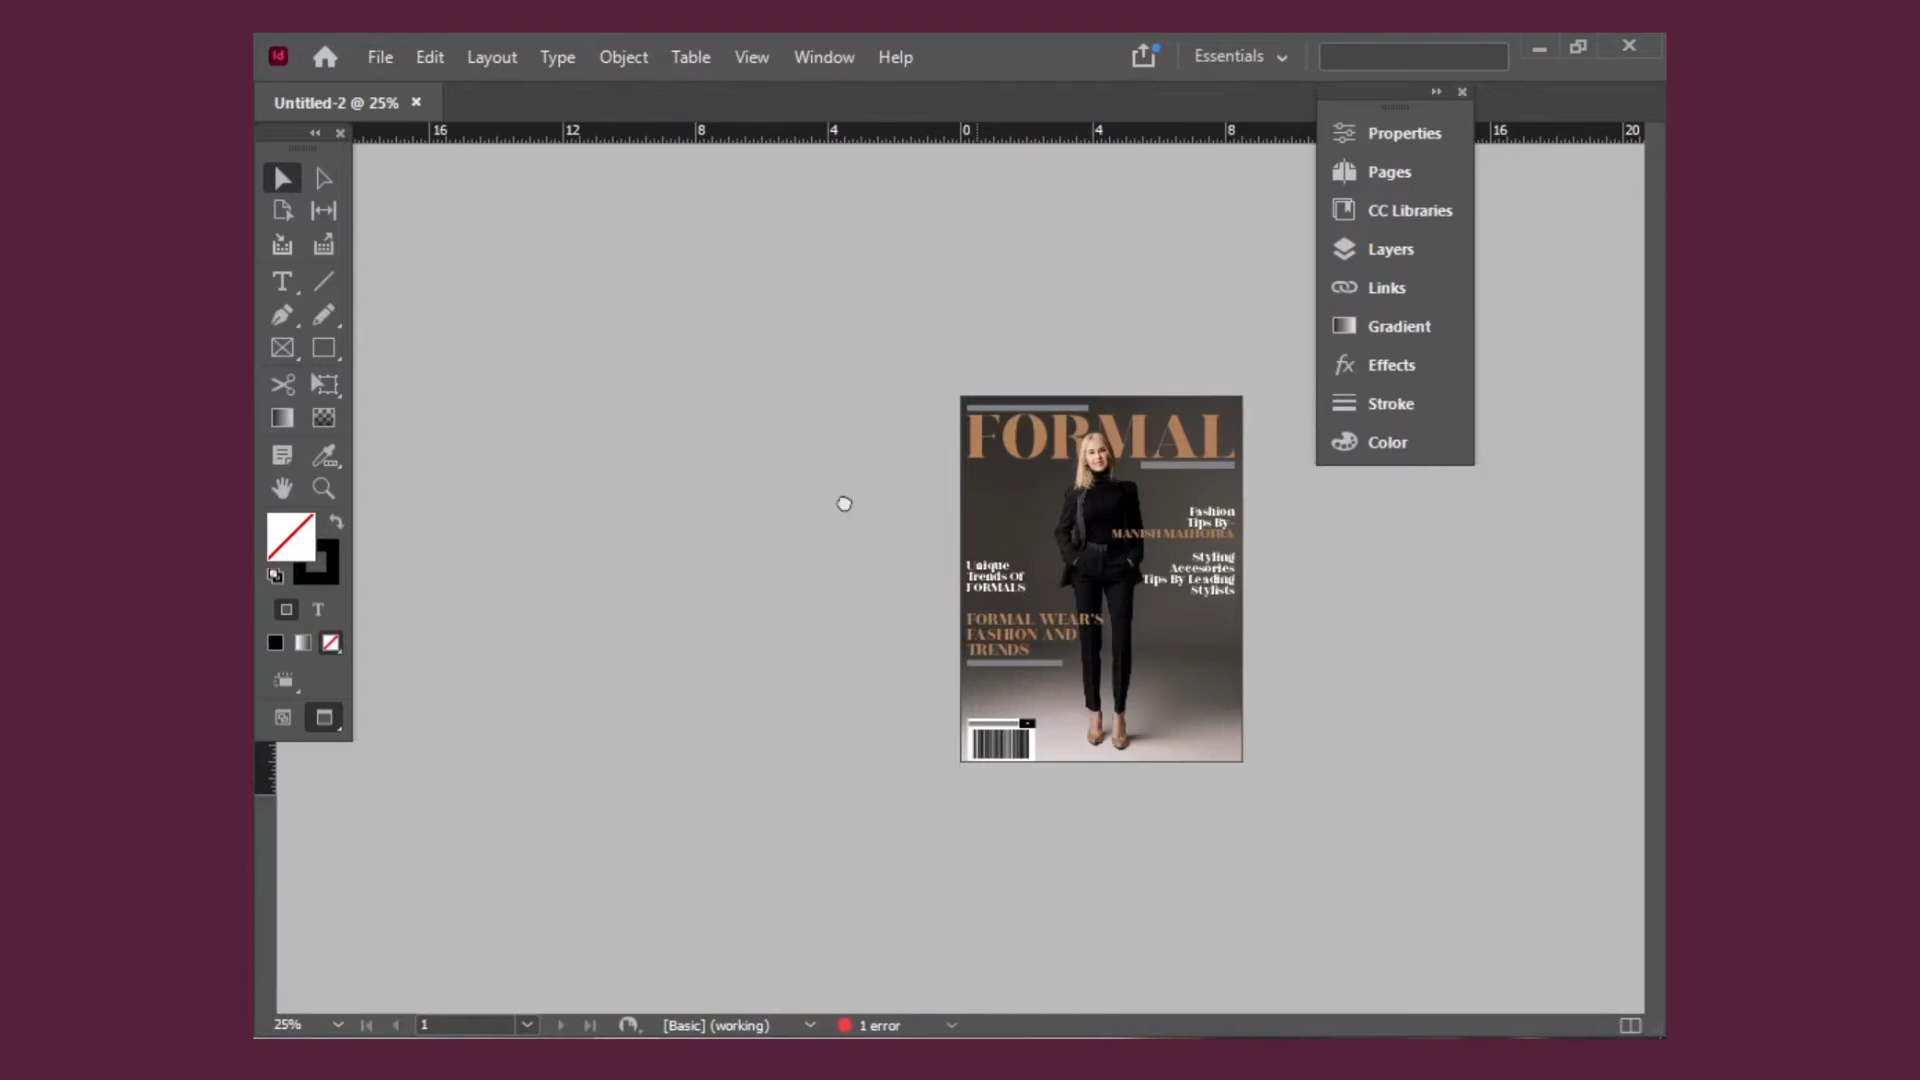 Id
File Edit Layout Type Object Table View Window Help
Essentials
Untitled-2 @ 25%
16 12 8 4 0 4 8 16 20
Properties
Pages
CC Libraries
Layers
Links
Gradient
Effects
Stroke
Color
FORMAL
Fashion
Tips By-
MANISH MALHOTRA
Styling
Accesories
Tips By Leading
Stylists
Unique
Trends Of
FORMALS
FORMAL WEAR'S
FASHION AND
TRENDS
25% 1 [Basic] (working) 1 error